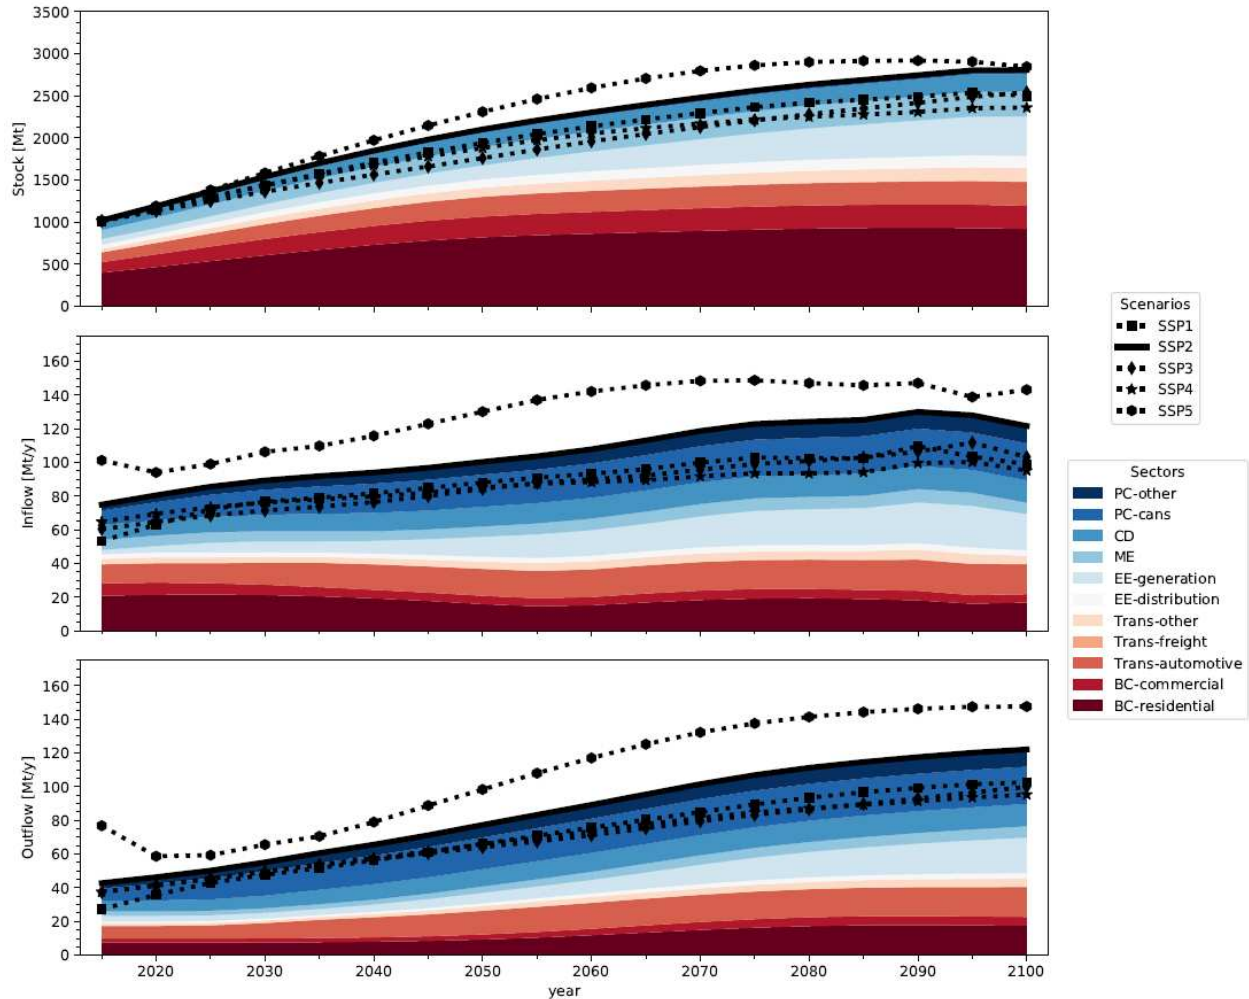 3500
3000
2500
2000
1500
1000
500
0
Stock [Mt]
160
140
120
100
80
60
40
20
0
Inflow [Mt/y]
160
140
120
100
80
60
40
20
0
Outflow [Mt/y]
2020 2030 2040 2050 2060 2070 2080 2090 2100
year
Scenarios
SSP1
SSP2
SSP3
SSP4
SSP5
Sectors
PC-other
PC-cans
CD
ME
EE-generation
EE-distribution
Trans-other
Trans-freight
Trans-automotive
BC-commercial
BC-residential